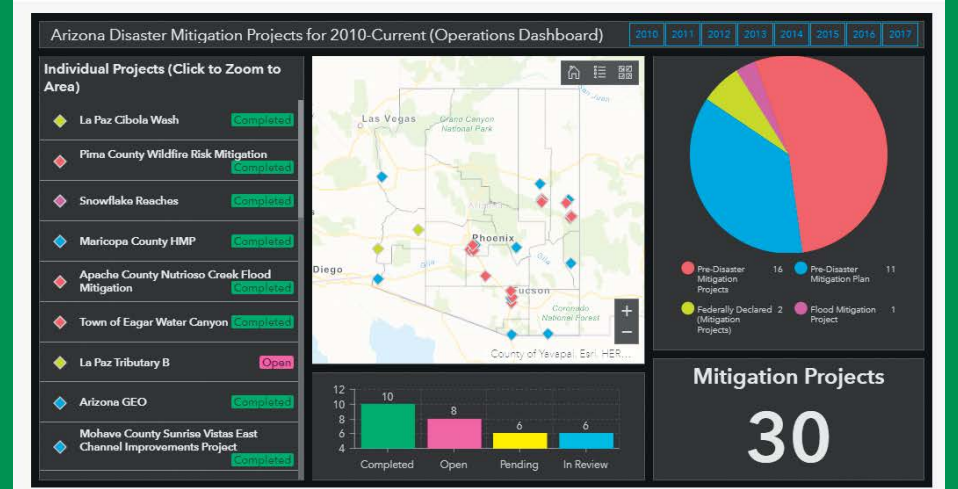 Arizona Disaster Mitigation Projects for 2010-Current (Operations Dashboard)
2010 2011 2012 2013 2014 2015 2016 2017
Individual Projects (Click to Zoom to
Area)
La Paz Cibola Wash
Completed
Pima County Wildfire Risk Mitigation
Completed
Snowflake Reaches
Completed
Maricopa County HMP
Completed
Apache County Nutrioso Creek Flood
Mitigation
Completed
Town of Eagar Water Canyon
Completed
La Paz Tributary B
Open
Arizona GEO
Completed
Mohave County Sunrise Vistas East
Channel Improvements Project
Completed
San Juan
Las Vegas
Grand Canyon
National Park
Phoenix
Gila
Gila
Diego
Tucson
Coronado
National Forest
+
−
County of Yavapai, Esri, HER...
12
10
8
6
4
10
8
6
6
Completed
Open
Pending
In Review
Pre-Disaster
Mitigation
Projects
16
Pre-Disaster
Mitigation Plan
11
Federally Declared
(Mitigation
Projects)
2
Flood Mitigation
Project
1
Mitigation Projects
30